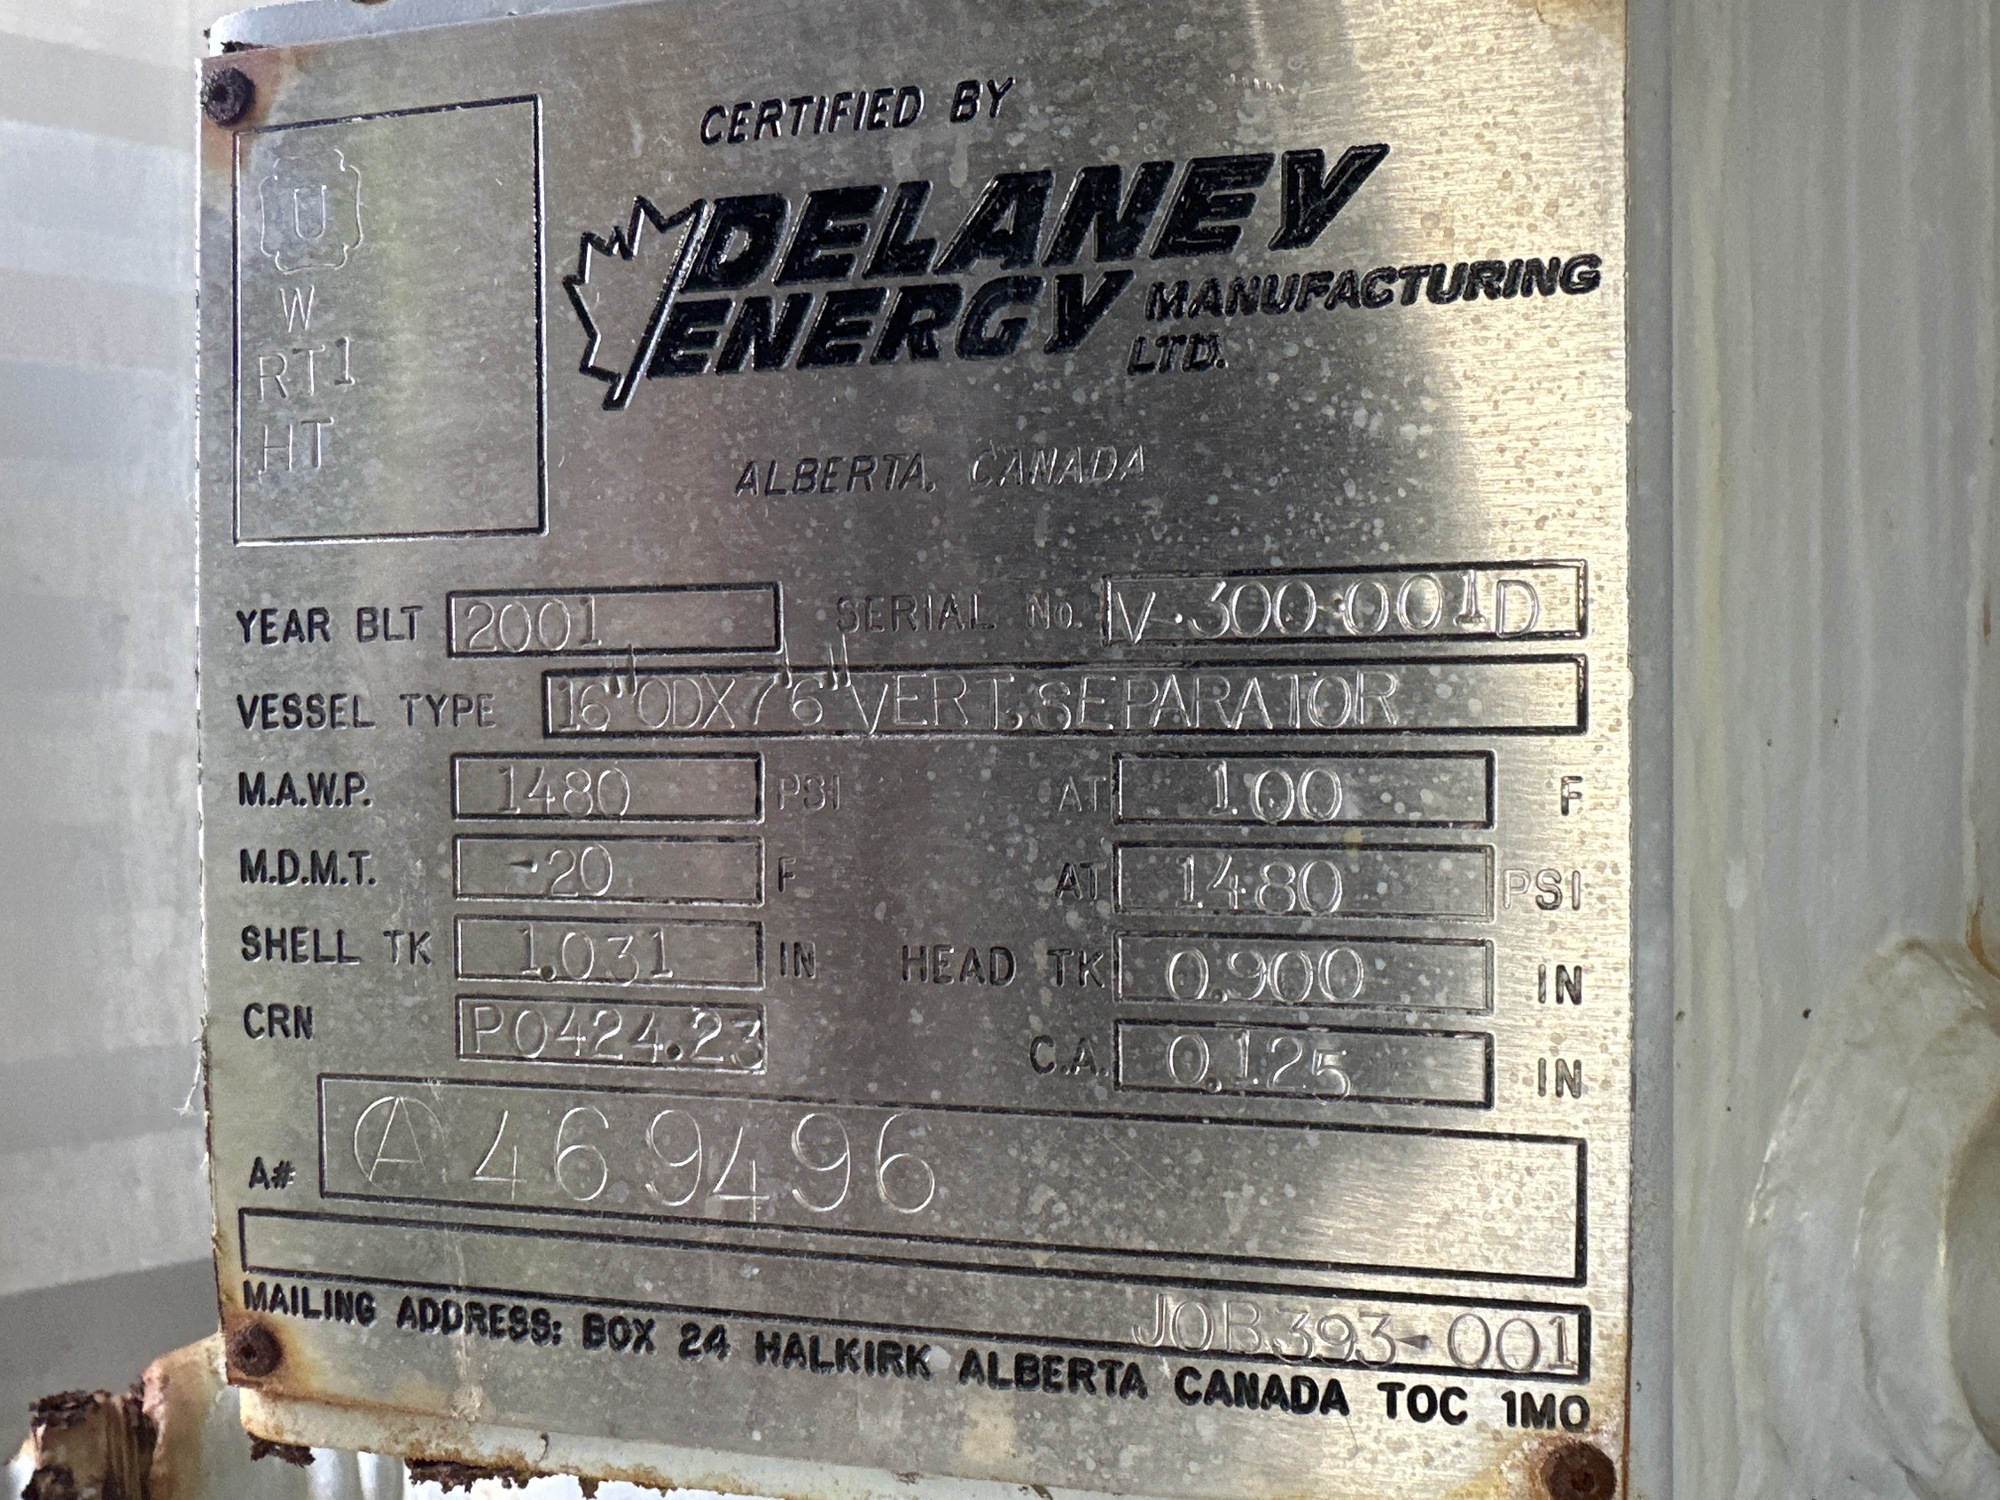 CERTIFIED BY
DELANEY
ENERGY MANUFACTURING
LTD.
ALBERTA, CANADA
U
W
RT1
HT
YEAR BLT 2001 SERIAL No. V-300-001D
VESSEL TYPE 16"ODX7'6"VERT.SEPARATOR
M.A.W.P. 1480 PSI AT 100 F
M.D.M.T. -20 F AT 1480 PSI
SHELL TK 1.031 IN HEAD TK 0.900 IN
CRN P0424.23 C.A. 0.125 IN
A# Ⓐ 469496
JOB393-001
MAILING ADDRESS: BOX 24 HALKIRK ALBERTA CANADA TOC 1MO